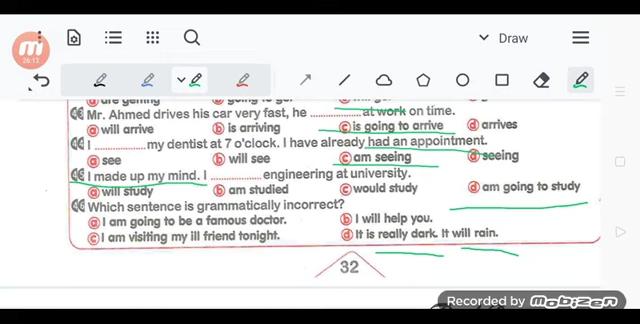 26:13
Draw
Mr. Ahmed drives his car very fast, he .............. at work on time.
ⓐ will arrive ⓑ is arriving ⓒ is going to arrive ⓓ arrives
I .............. my dentist at 7 o'clock. I have already had an appointment.
ⓐ see ⓑ will see ⓒ am seeing ⓓ seeing
I made up my mind. I .............. engineering at university.
ⓐ will study ⓑ am studied ⓒ would study ⓓ am going to study
Which sentence is grammatically incorrect?
ⓐ I am going to be a famous doctor. ⓑ I will help you.
ⓒ I am visiting my ill friend tonight. ⓓ It is really dark. It will rain.
32
Recorded by Mobizen